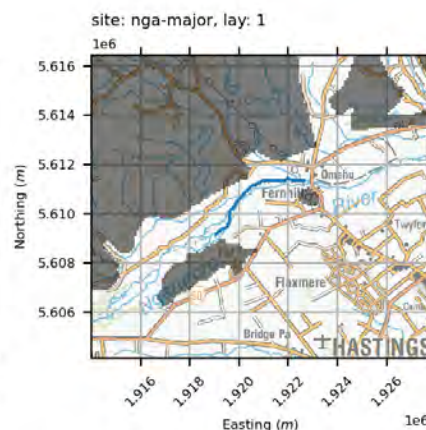 site: nga-major, lay: 1
1e6
5.616
5.614
5.612
5.610
5.608
5.606
Northing (m)
Omahu
Fernhill
River
Twyfor
Flaxmere
Bridge Pa
HASTINGS
1.916
1.918
1.920
1.922
1.924
1.926
Easting (m)
1e6